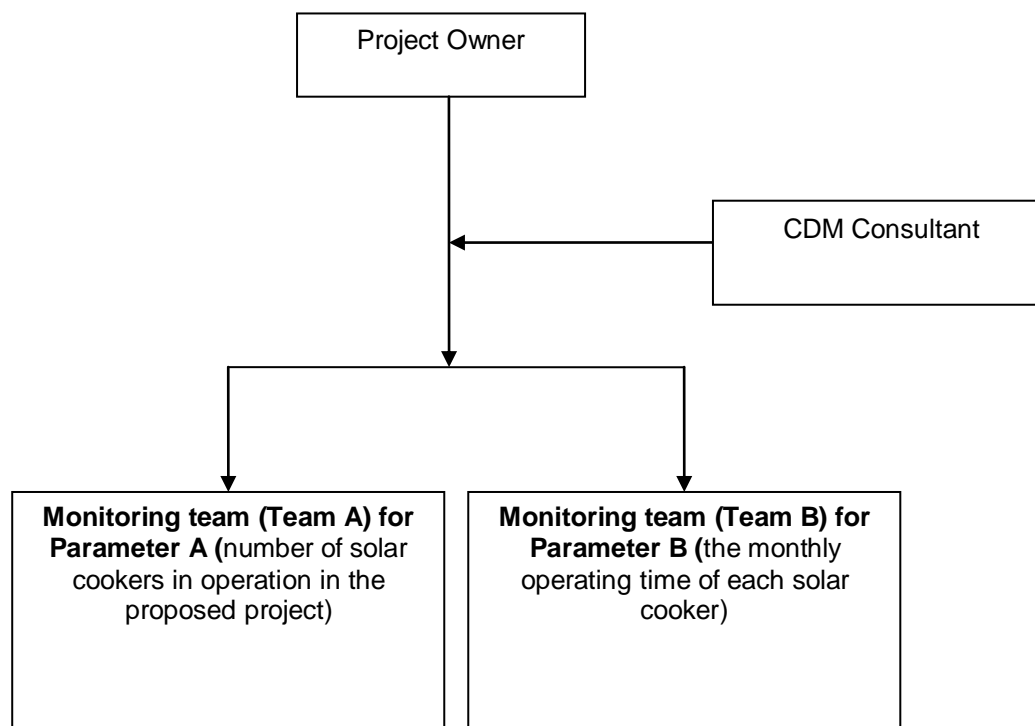 Project Owner
CDM Consultant
Monitoring team (Team A) for
Parameter A (number of solar
cookers in operation in the
proposed project)
Monitoring team (Team B) for
Parameter B (the monthly
operating time of each solar
cooker)